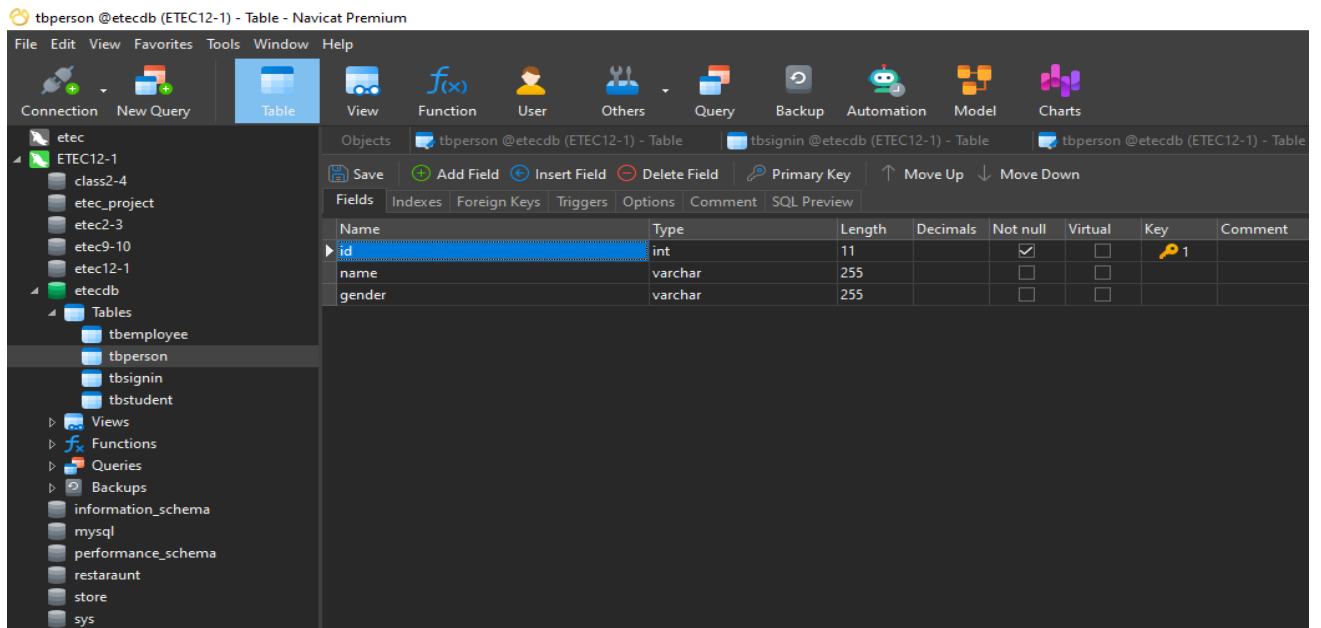 tbperson @etecdb (ETEC12-1) - Table - Navicat Premium
File Edit View Favorites Tools Window Help
Connection New Query Table View Function User Others Query Backup Automation Model Charts
etec
ETEC12-1
class2-4
etec_project
etec2-3
etec9-10
etec12-1
etecdb
Tables
tbemployee
tbperson
tbsignin
tbstudent
Views
Functions
Queries
Backups
information_schema
mysql
performance_schema
restaraunt
store
sys
Objects tbperson @etecdb (ETEC12-1) - Table tbsignin @etecdb (ETEC12-1) - Table tbperson @etecdb (ETEC12-1) - Table
Save Add Field Insert Field Delete Field Primary Key Move Up Move Down
Fields Indexes Foreign Keys Triggers Options Comment SQL Preview
Name Type Length Decimals Not null Virtual Key Comment
id int 11 1
name varchar 255
gender varchar 255